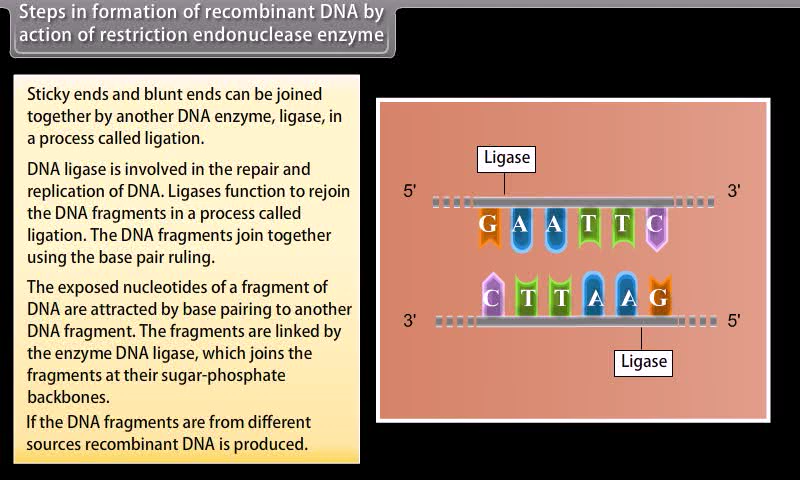 Steps in formation of recombinant DNA by
action of restriction endonuclease enzyme
Sticky ends and blunt ends can be joined
together by another DNA enzyme, ligase, in
a process called ligation.
DNA ligase is involved in the repair and
replication of DNA. Ligases function to rejoin
the DNA fragments in a process called
ligation. The DNA fragments join together
using the base pair ruling.
The exposed nucleotides of a fragment of
DNA are attracted by base pairing to another
DNA fragment. The fragments are linked by
the enzyme DNA ligase, which joins the
fragments at their sugar-phosphate
backbones.
If the DNA fragments are from different
sources recombinant DNA is produced.
Ligase
5' 3'
G A A T T C
C T T A A G
3' 5'
Ligase